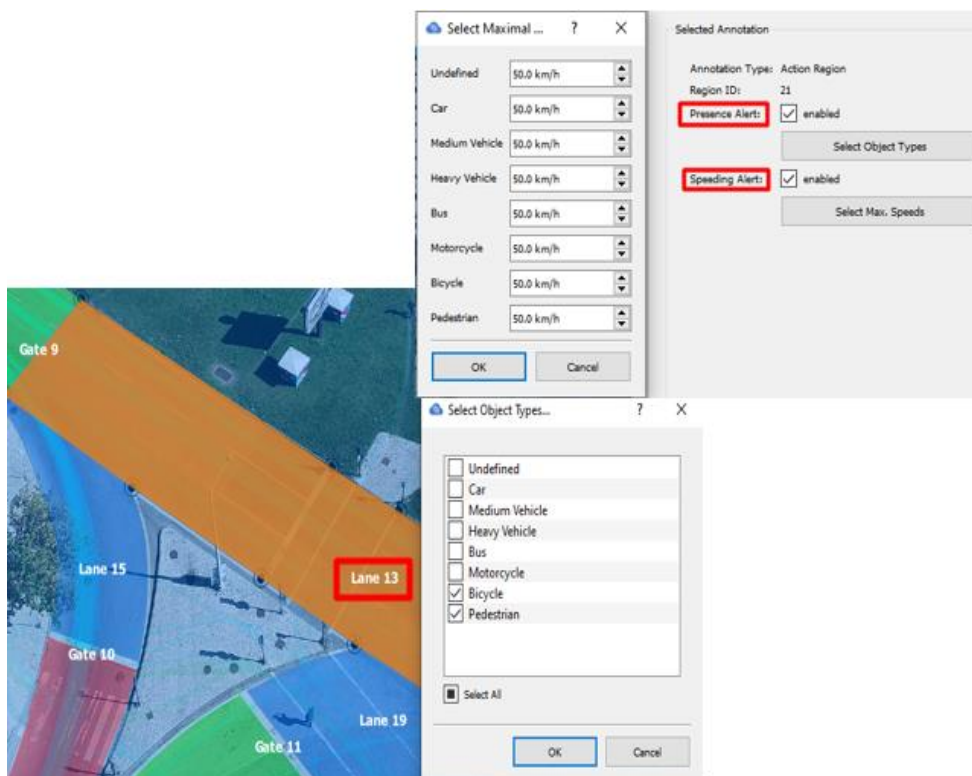 Select Maximal ... ? X
Undefined 50.0 km/h
Car 50.0 km/h
Medium Vehicle 50.0 km/h
Heavy Vehicle 50.0 km/h
Bus 50.0 km/h
Motorcycle 50.0 km/h
Bicycle 50.0 km/h
Pedestrian 50.0 km/h
OK Cancel
Selected Annotation
Annotation Type: Action Region
Region ID: 21
Presence Alert: enabled
Select Object Types
Speeding Alert: enabled
Select Max. Speeds
Gate 9
Lane 15
Lane 13
Gate 10
Lane 19
Gate 11
Select Object Types... ? X
Undefined
Car
Medium Vehicle
Heavy Vehicle
Bus
Motorcycle
Bicycle
Pedestrian
Select All
OK Cancel